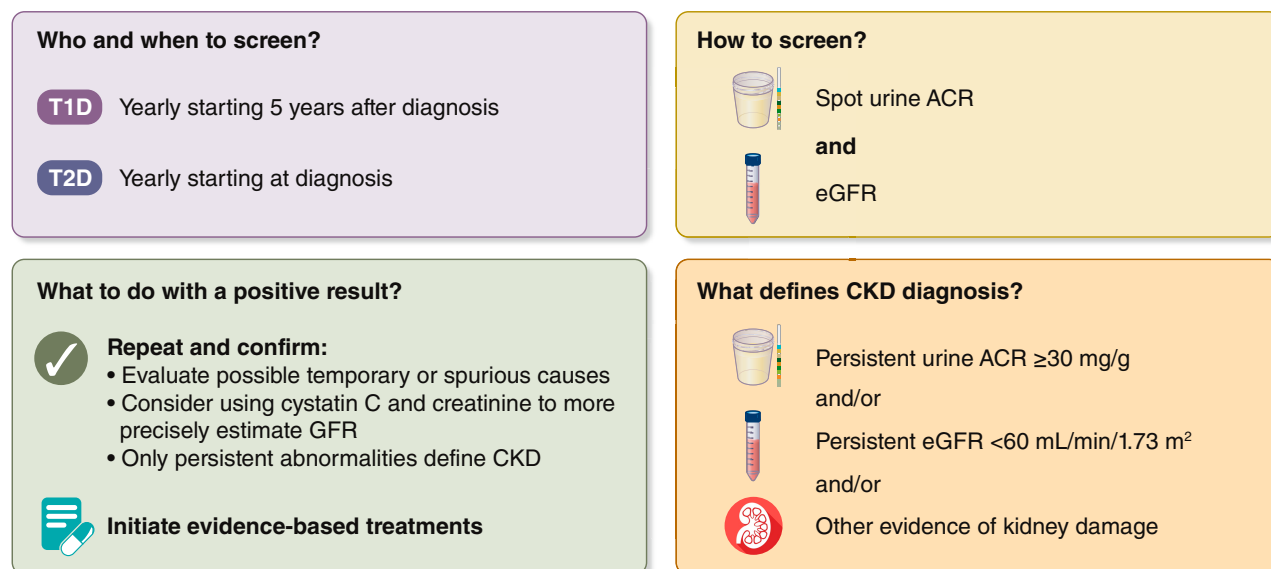 Who and when to screen?
T1D Yearly starting 5 years after diagnosis
T2D Yearly starting at diagnosis
How to screen?
Spot urine ACR
and
eGFR
What to do with a positive result?
Repeat and confirm:
• Evaluate possible temporary or spurious causes
• Consider using cystatin C and creatinine to more
precisely estimate GFR
• Only persistent abnormalities define CKD
Initiate evidence-based treatments
What defines CKD diagnosis?
Persistent urine ACR ≥30 mg/g
and/or
Persistent eGFR <60 mL/min/1.73 m²
and/or
Other evidence of kidney damage